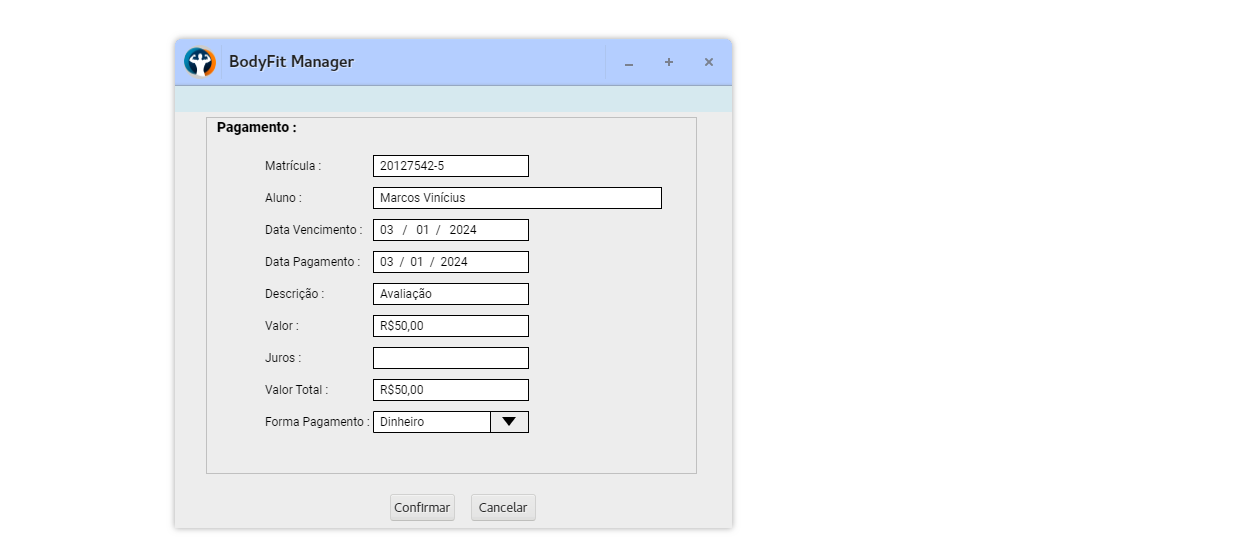 BodyFit Manager
Pagamento :
Matrícula : 20127542-5
Aluno : Marcos Vinícius
Data Vencimento : 03 / 01 / 2024
Data Pagamento : 03 / 01 / 2024
Descrição : Avaliação
Valor : R$50,00
Juros :
Valor Total : R$50,00
Forma Pagamento : Dinheiro
Confirmar Cancelar